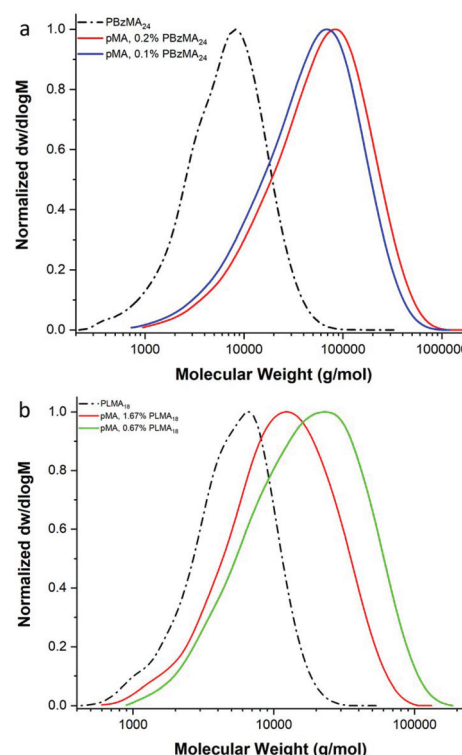 a
PBzMA24
pMA, 0.2% PBzMA24
pMA, 0.1% PBzMA24
Normalized dw/dlogM
1.0
0.8
0.6
0.4
0.2
0.0
1000 10000 100000 1000000
Molecular Weight (g/mol)
b
PLMA18
pMA, 1.67% PLMA18
pMA, 0.67% PLMA18
Normalized dw/dlogM
1.0
0.8
0.6
0.4
0.2
0.0
1000 10000 100000
Molecular Weight (g/mol)